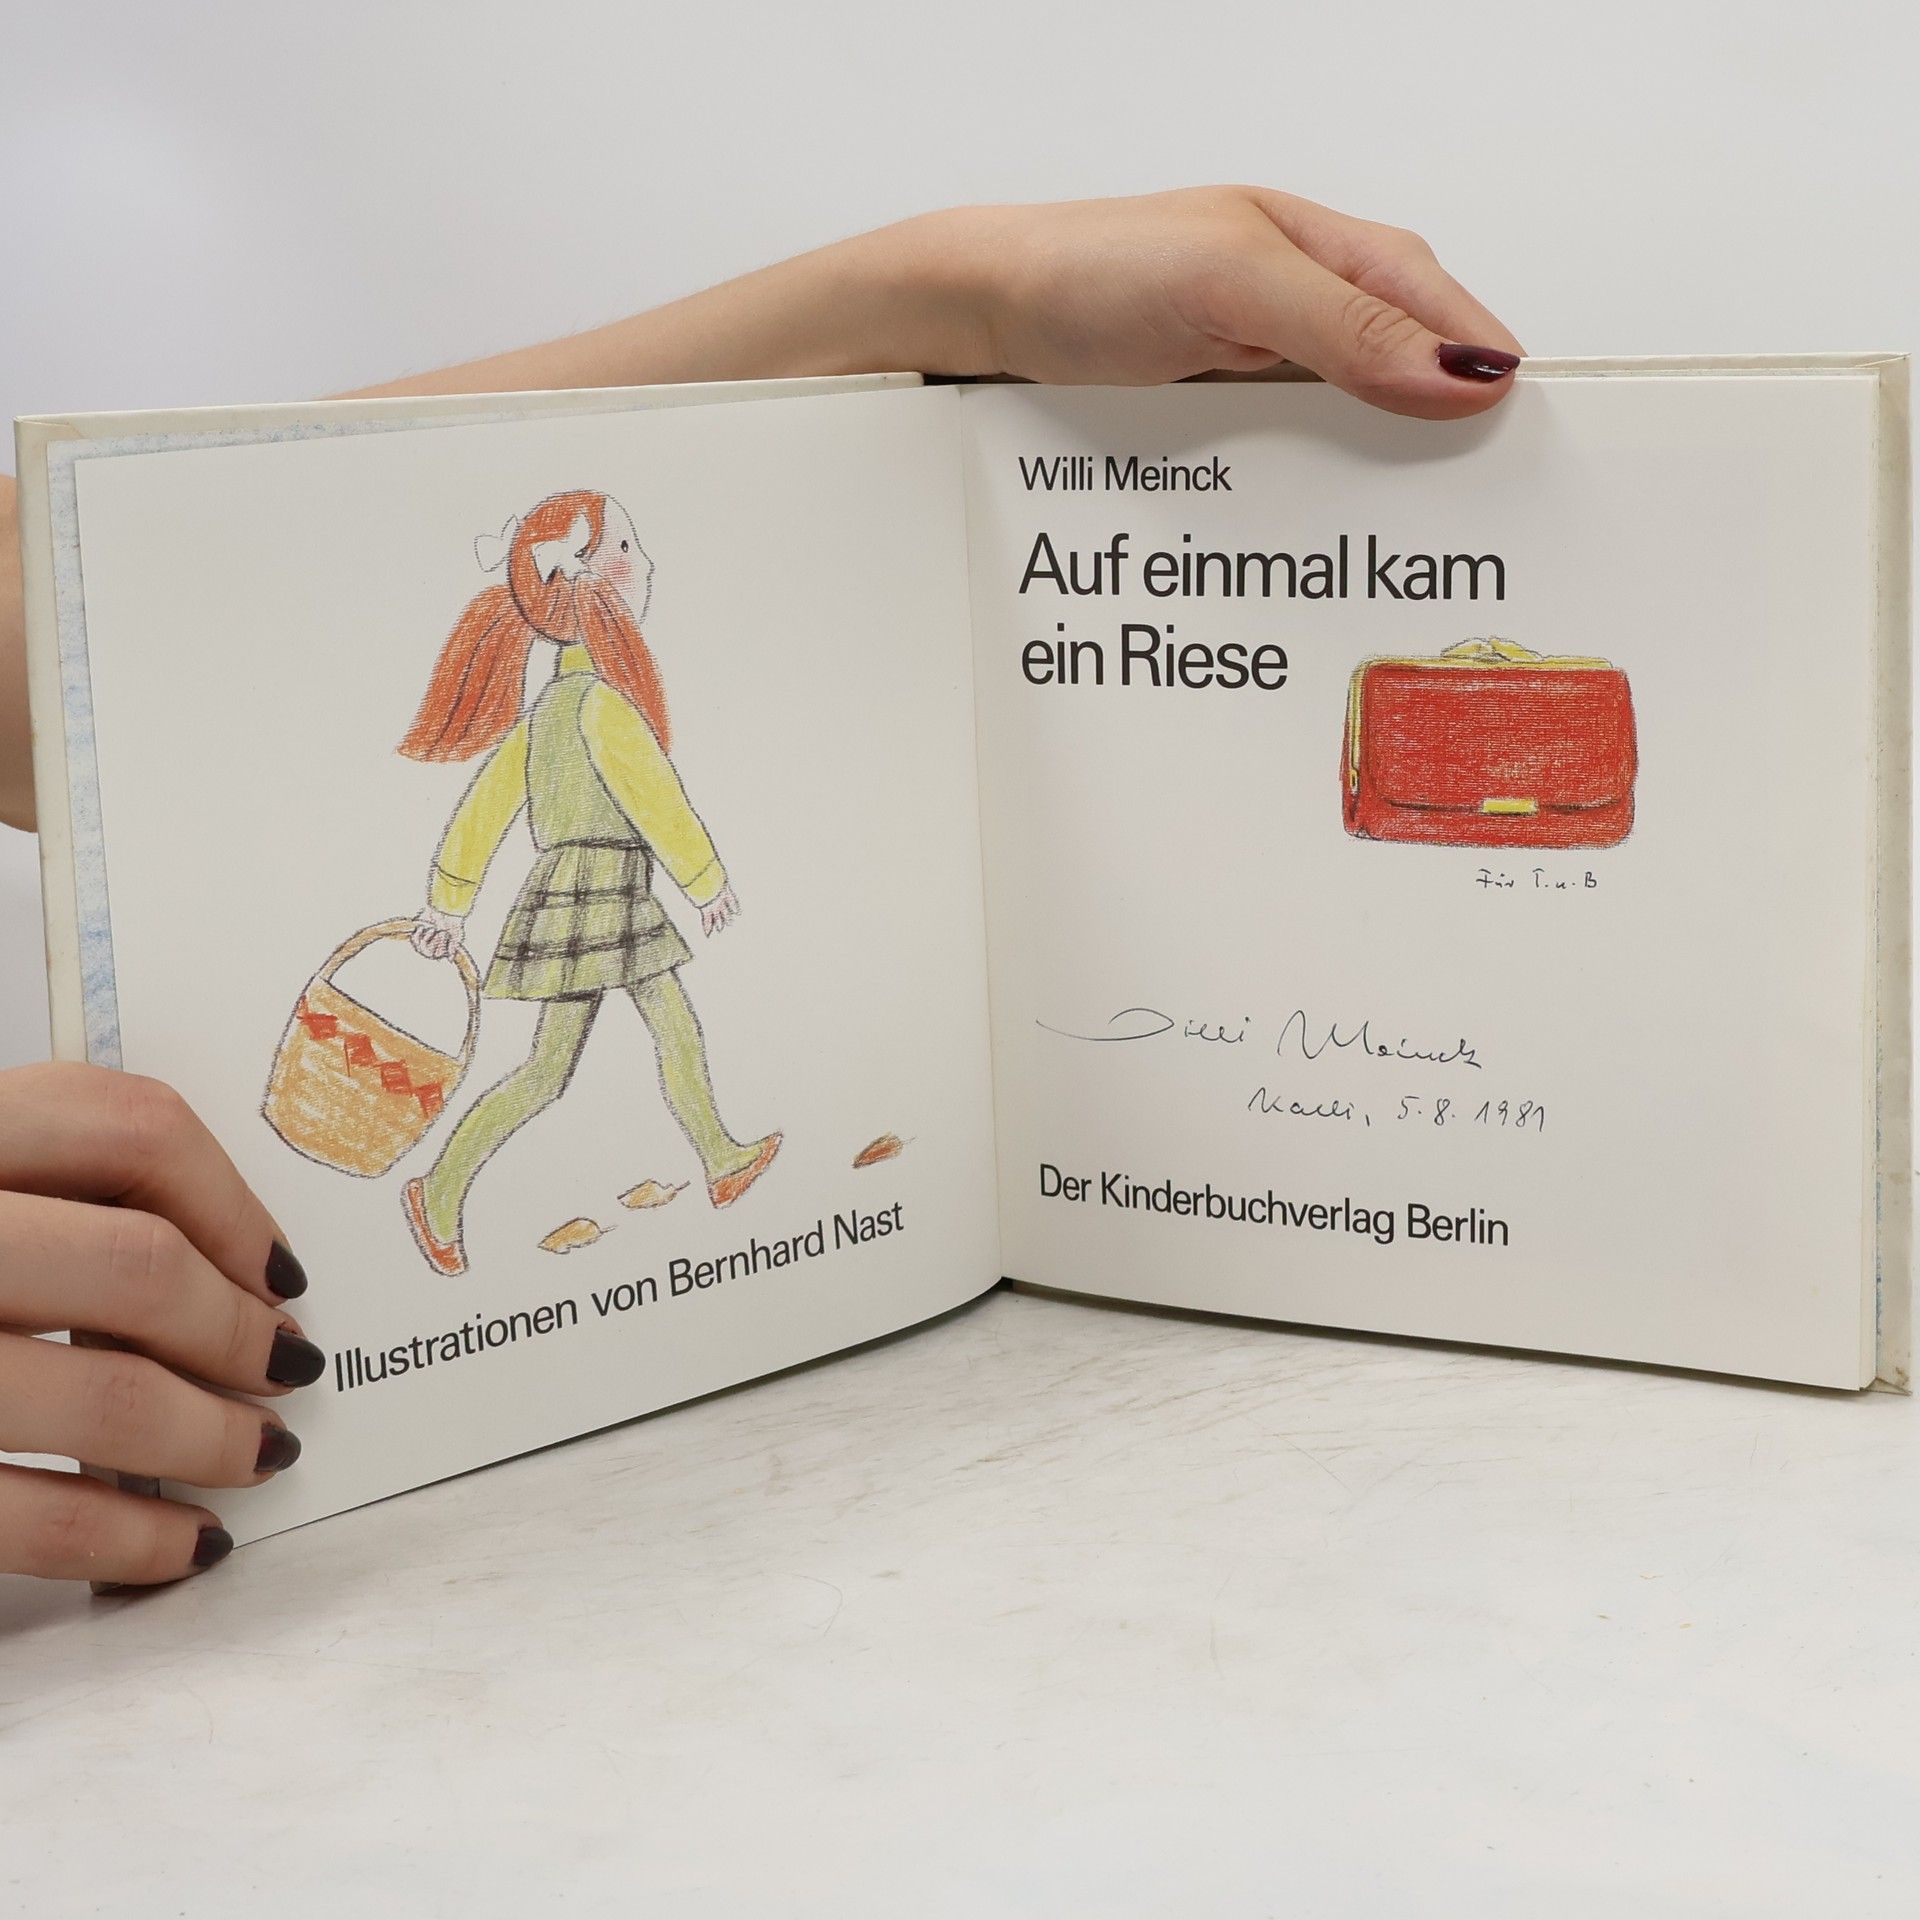 Illustrationen von Bernhard Nast
Willi Meinck
Auf einmal kam
ein Riese
Für T. u. B
Willi Meinck
5.8.1981
Der Kinderbuchverlag Berlin